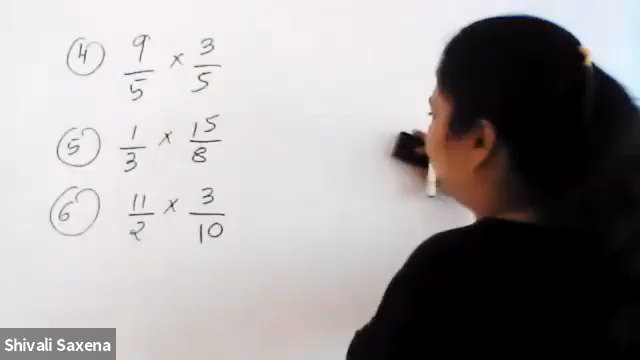 ④ 9/5 × 3/5
⑤ 1/3 × 15/8
⑥ 11/2 × 3/10
Shivali Saxena